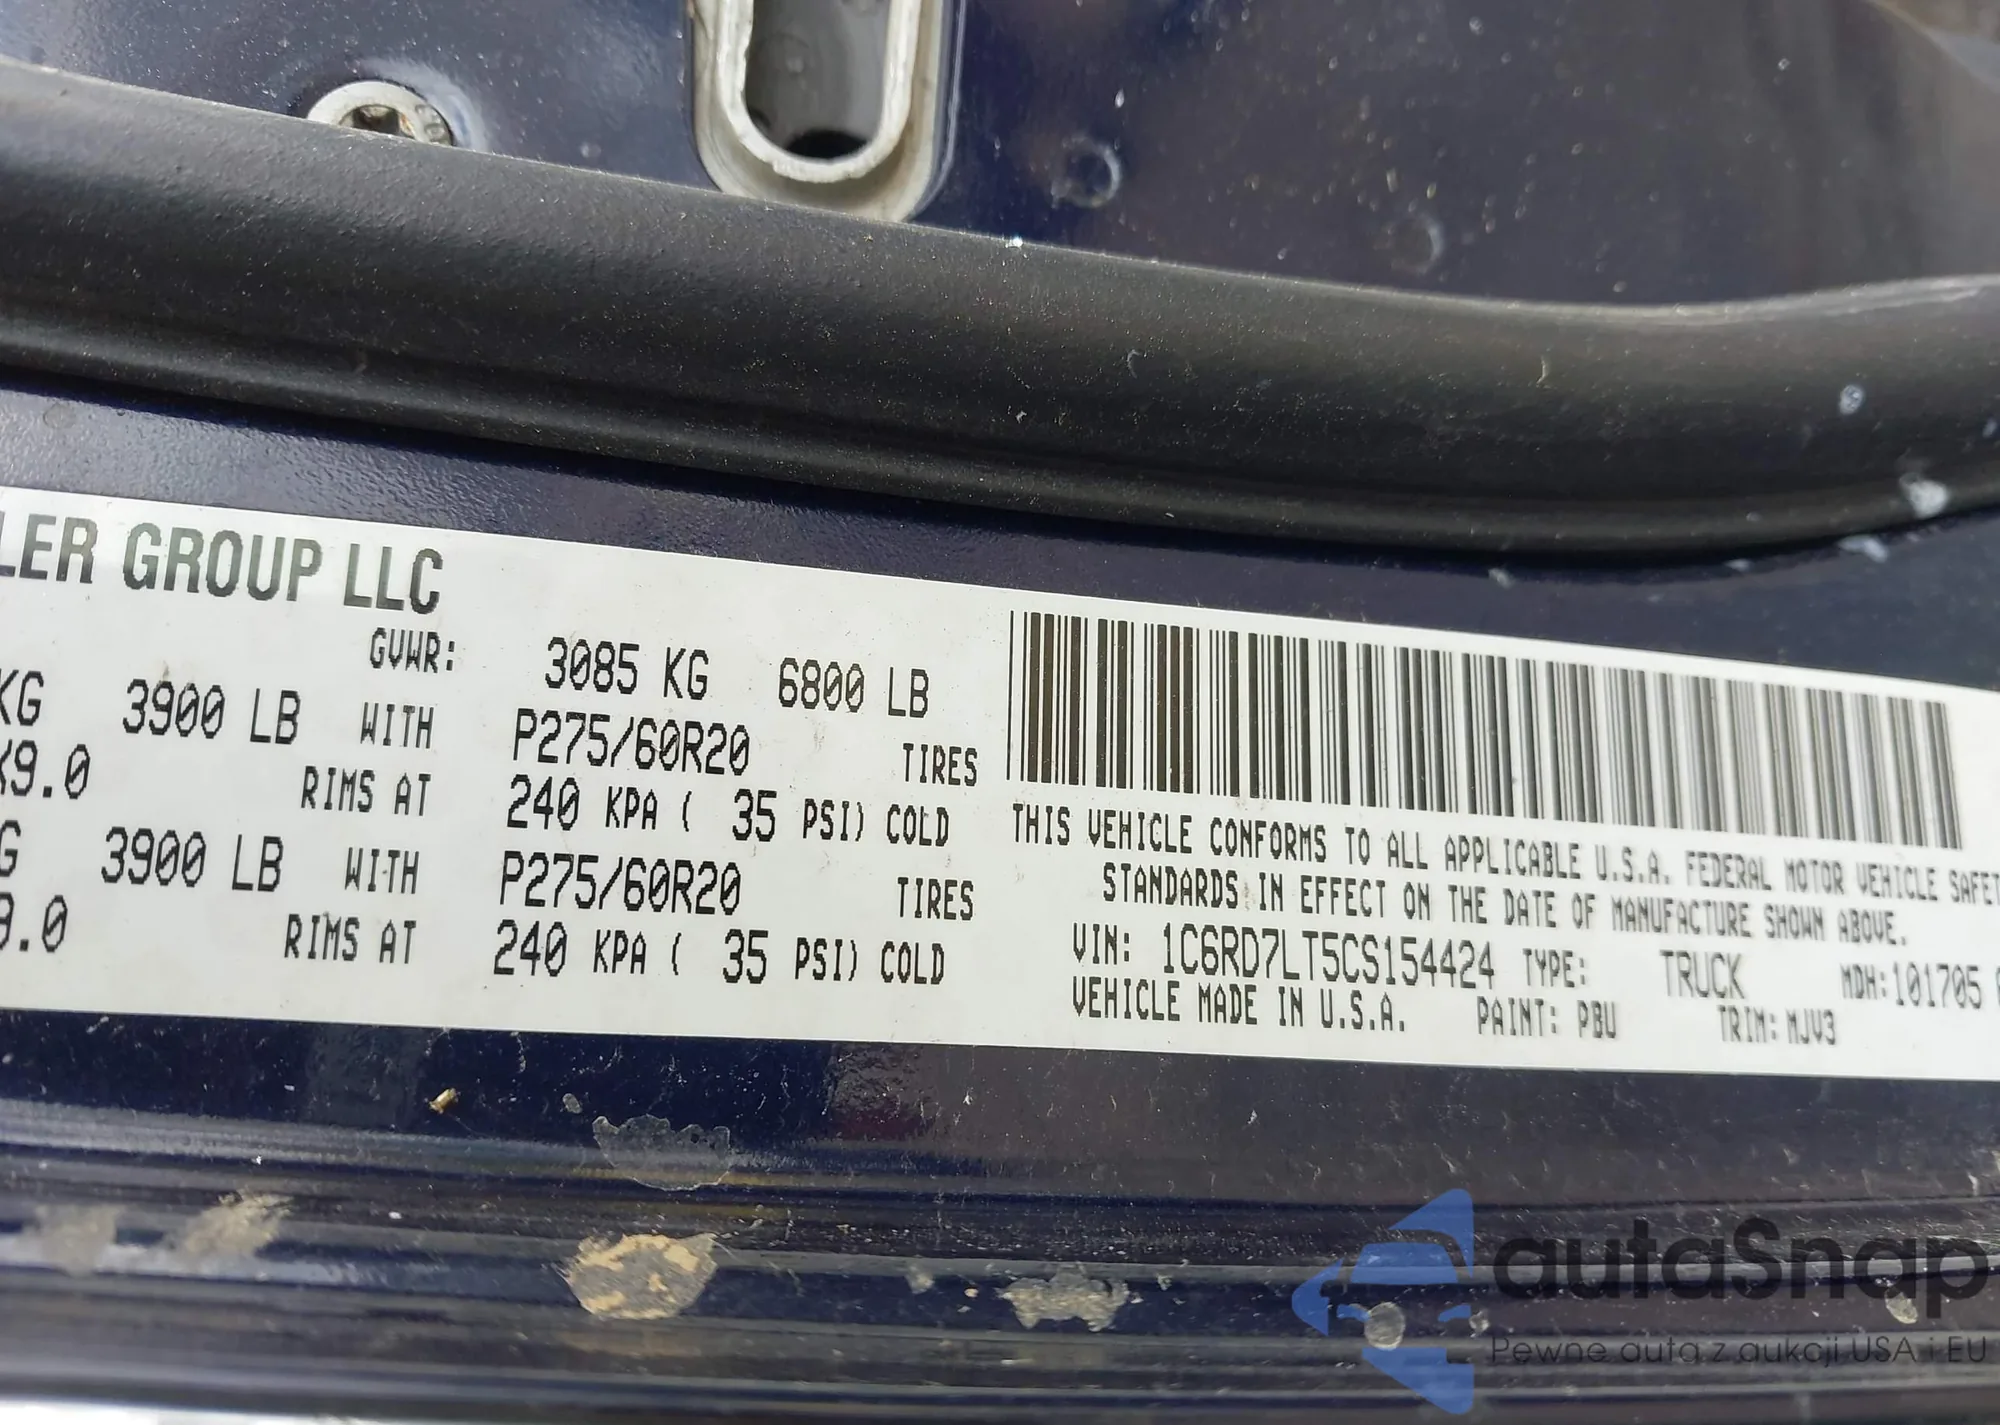 LER GROUP LLC
GVWR: 3085 KG 6800 LB
KG 3900 LB WITH P275/60R20 TIRES
X9.0 RIMS AT 240 KPA ( 35 PSI) COLD
G 3900 LB WITH P275/60R20 TIRES
9.0 RIMS AT 240 KPA ( 35 PSI) COLD
THIS VEHICLE CONFORMS TO ALL APPLICABLE U.S.A. FEDERAL MOTOR VEHICLE SAFET
STANDARDS IN EFFECT ON THE DATE OF MANUFACTURE SHOWN ABOVE.
VIN: 1C6RD7LT5CS154424 TYPE: TRUCK MDH:101705 0
VEHICLE MADE IN U.S.A. PAINT: PBU TRIM: MJV3
autaSnap
Pewne auta z aukcji USA i EU